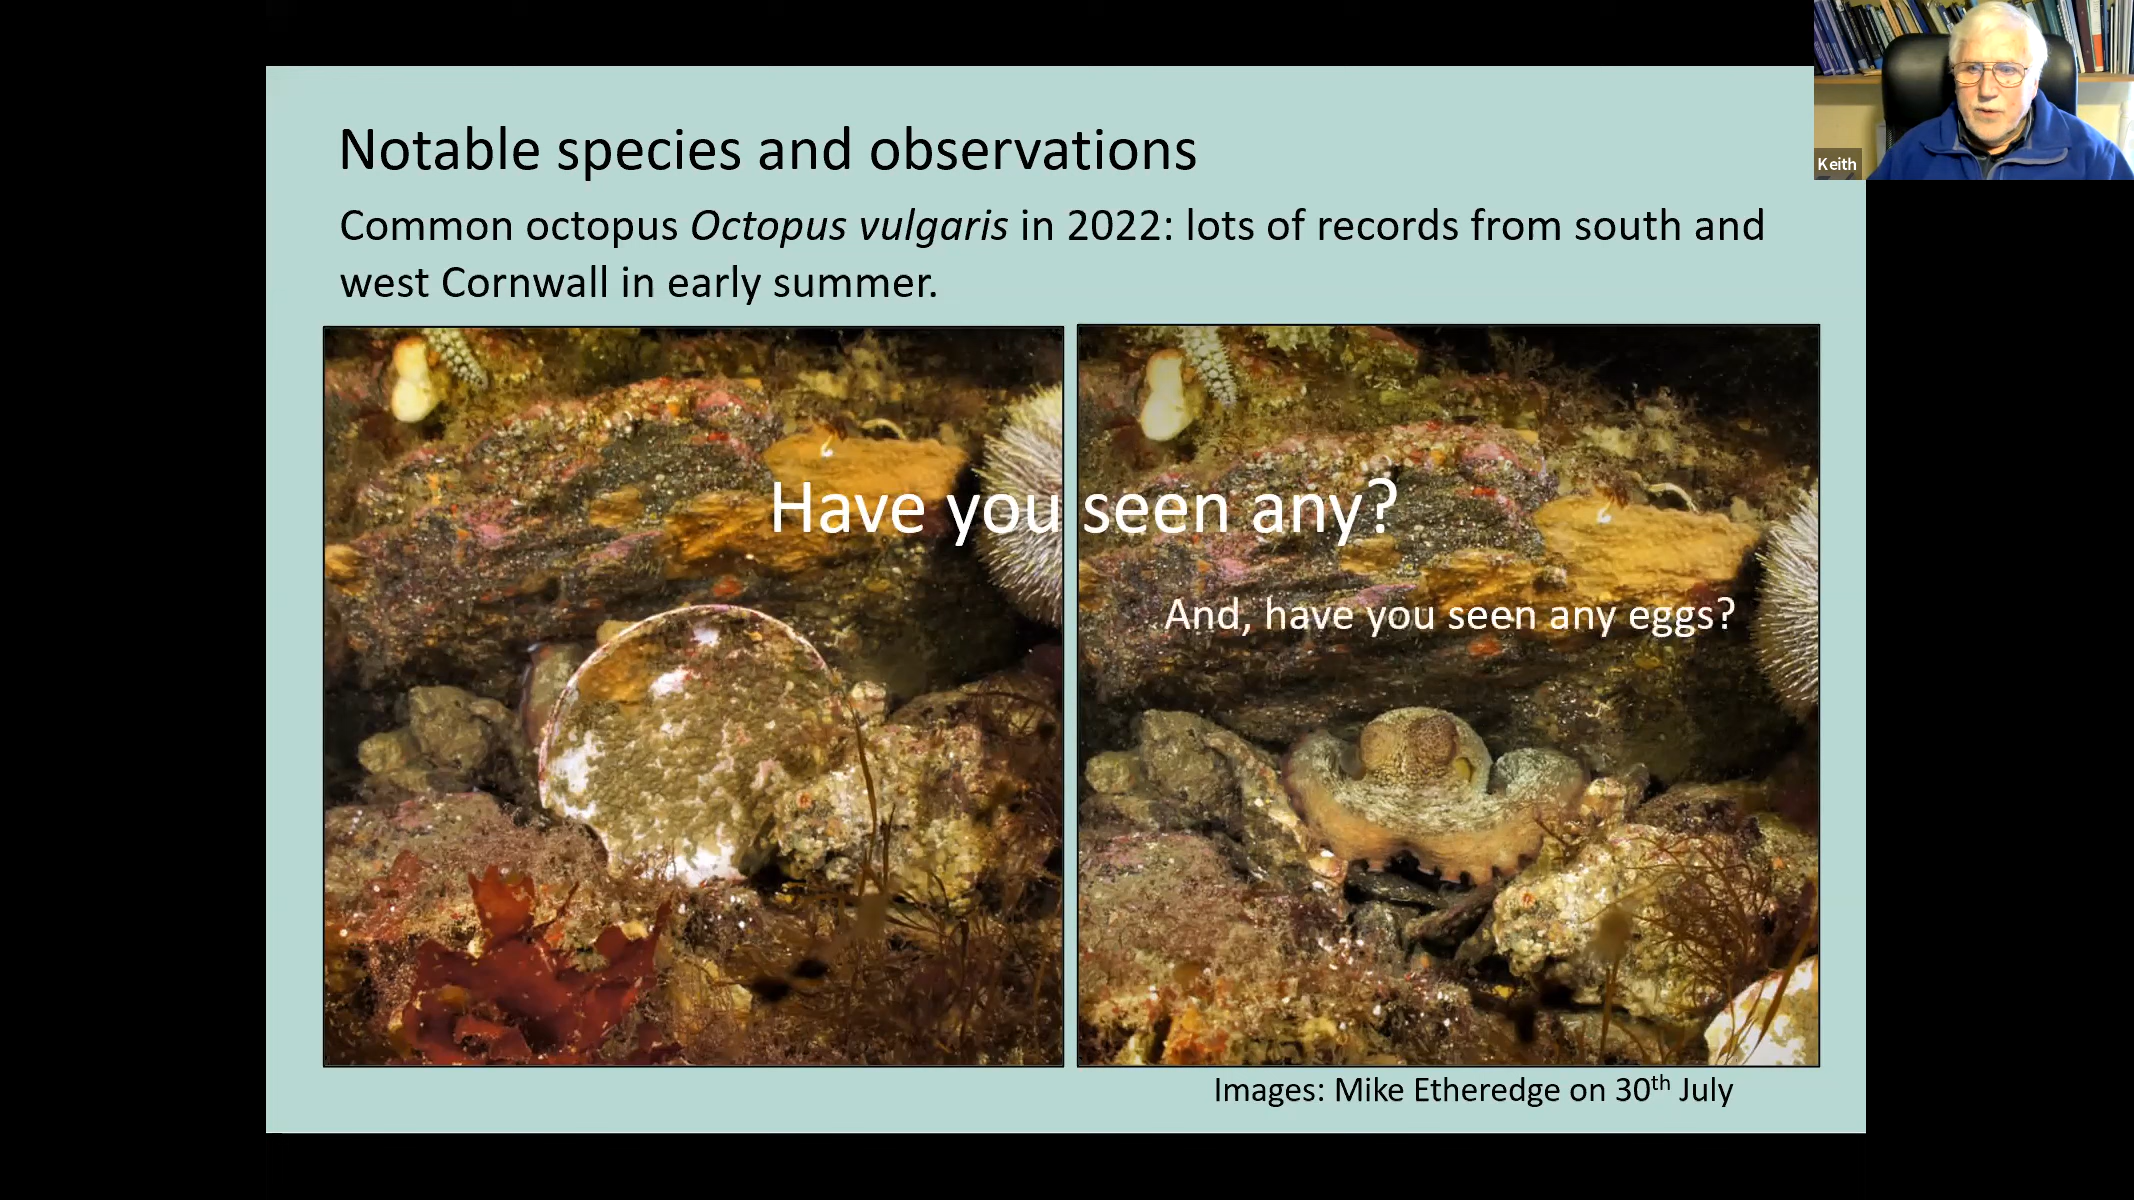 Keith
Notable species and observations
Common octopus Octopus vulgaris in 2022: lots of records from south and
west Cornwall in early summer.
Have you seen any?
And, have you seen any eggs?
Images: Mike Etheredge on 30th July